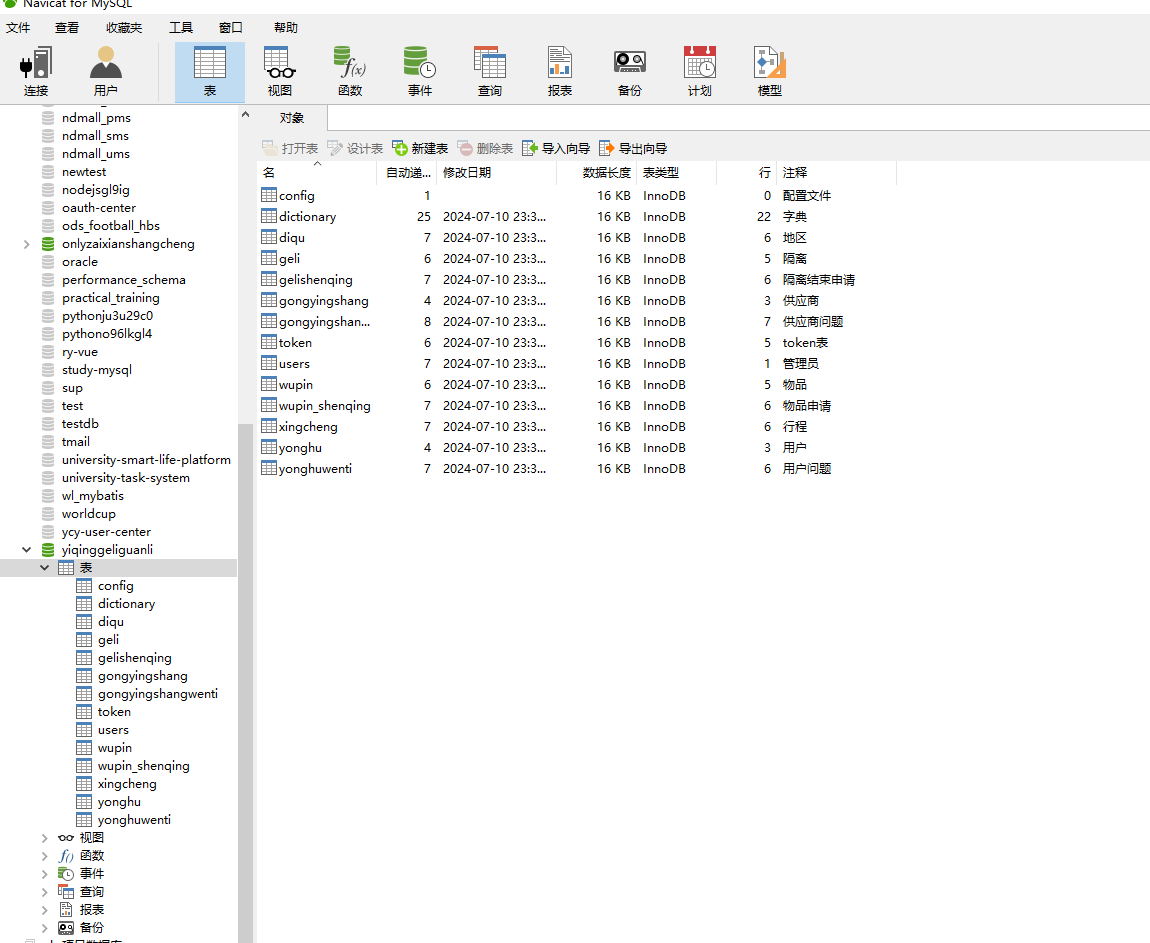 Navicat for MySQL
文件 查看 收藏夹 工具 窗口 帮助
连接 用户 表 视图 函数 事件 查询 报表 备份 计划 模型
对象
打开表 设计表 新建表 删除表 导入向导 导出向导
名 自动递... 修改日期 数据长度 表类型 行 注释
config 1 16 KB InnoDB 0 配置文件
dictionary 25 2024-07-10 23:3... 16 KB InnoDB 22 字典
diqu 7 2024-07-10 23:3... 16 KB InnoDB 6 地区
geli 6 2024-07-10 23:3... 16 KB InnoDB 5 隔离
gelishenqing 7 2024-07-10 23:3... 16 KB InnoDB 6 隔离结束申请
gongyingshang 4 2024-07-10 23:3... 16 KB InnoDB 3 供应商
gongyingshan... 8 2024-07-10 23:3... 16 KB InnoDB 7 供应商问题
token 6 2024-07-10 23:3... 16 KB InnoDB 5 token表
users 7 2024-07-10 23:3... 16 KB InnoDB 1 管理员
wupin 6 2024-07-10 23:3... 16 KB InnoDB 5 物品
wupin_shenqing 7 2024-07-10 23:3... 16 KB InnoDB 6 物品申请
xingcheng 7 2024-07-10 23:3... 16 KB InnoDB 6 行程
yonghu 4 2024-07-10 23:3... 16 KB InnoDB 3 用户
yonghuwenti 7 2024-07-10 23:3... 16 KB InnoDB 6 用户问题
ndmall_pms
ndmall_sms
ndmall_ums
newtest
nodejsgl9ig
oauth-center
ods_football_hbs
onlyzaixianshangcheng
oracle
performance_schema
practical_training
pythonju3u29c0
pythono96lkgl4
ry-vue
study-mysql
sup
test
testdb
tmail
university-smart-life-platform
university-task-system
wl_mybatis
worldcup
ycy-user-center
yiqinggeliguanli
表
config
dictionary
diqu
geli
gelishenqing
gongyingshang
gongyingshangwenti
token
users
wupin
wupin_shenqing
xingcheng
yonghu
yonghuwenti
视图
函数
事件
查询
报表
备份